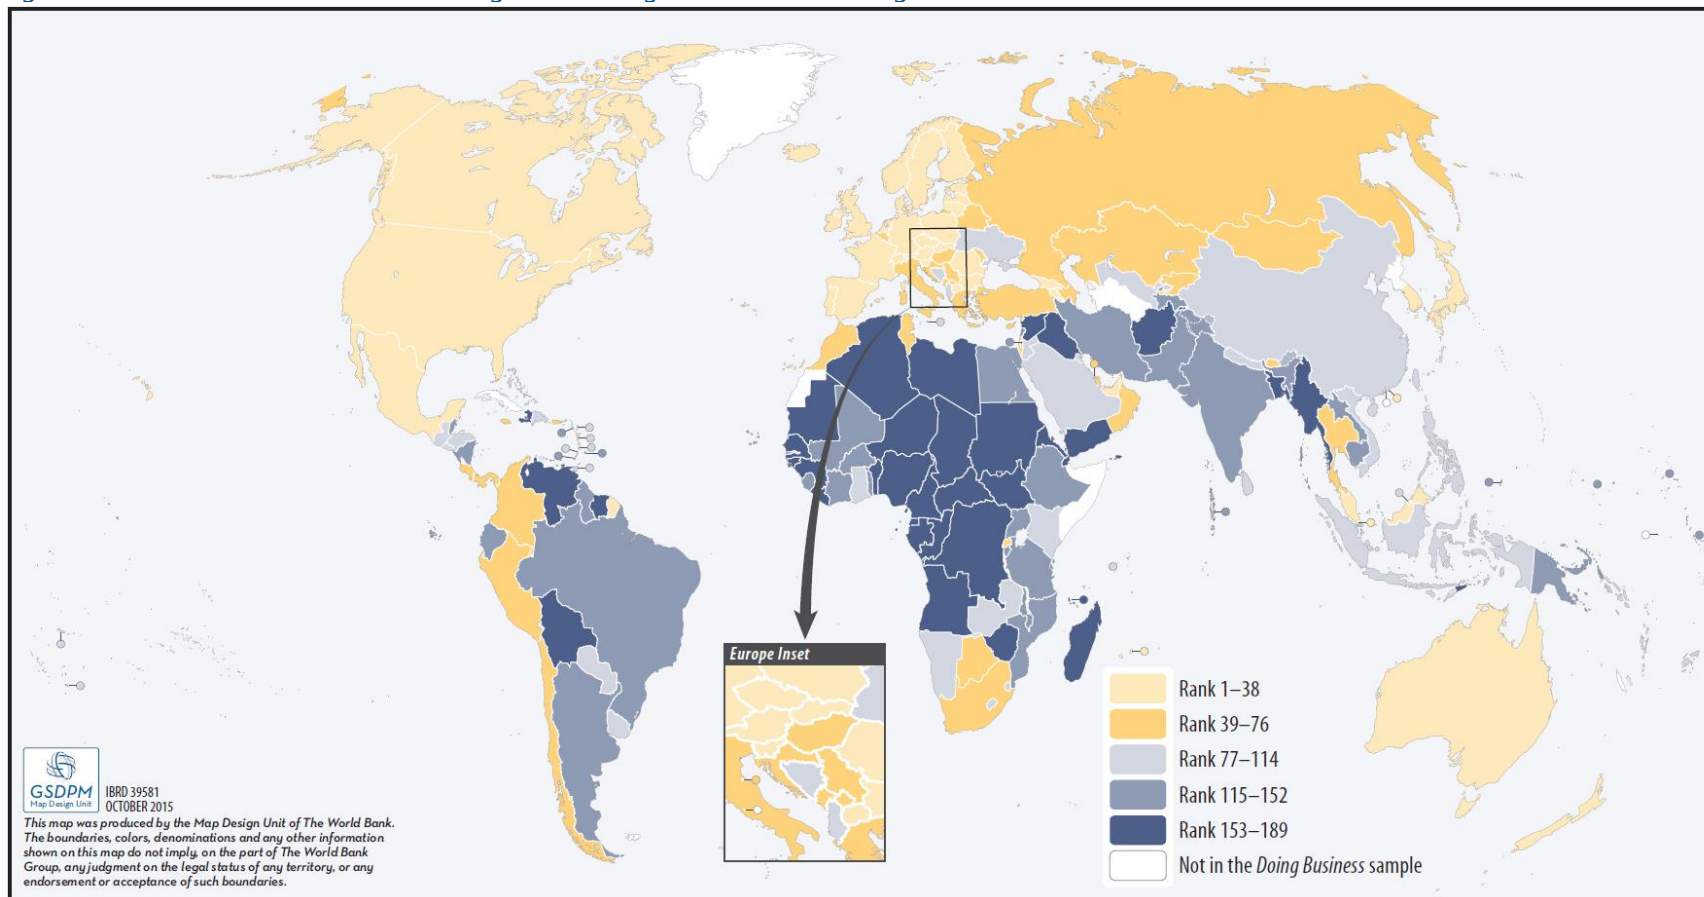 Europe Inset
Rank 1–38
Rank 39–76
Rank 77–114
Rank 115–152
Rank 153–189
Not in the Doing Business sample
GSDPM
Map Design Unit
IBRD 39581
OCTOBER 2015
This map was produced by the Map Design Unit of The World Bank.
The boundaries, colors, denominations and any other information
shown on this map do not imply, on the part of The World Bank
Group, any judgment on the legal status of any territory, or any
endorsement or acceptance of such boundaries.